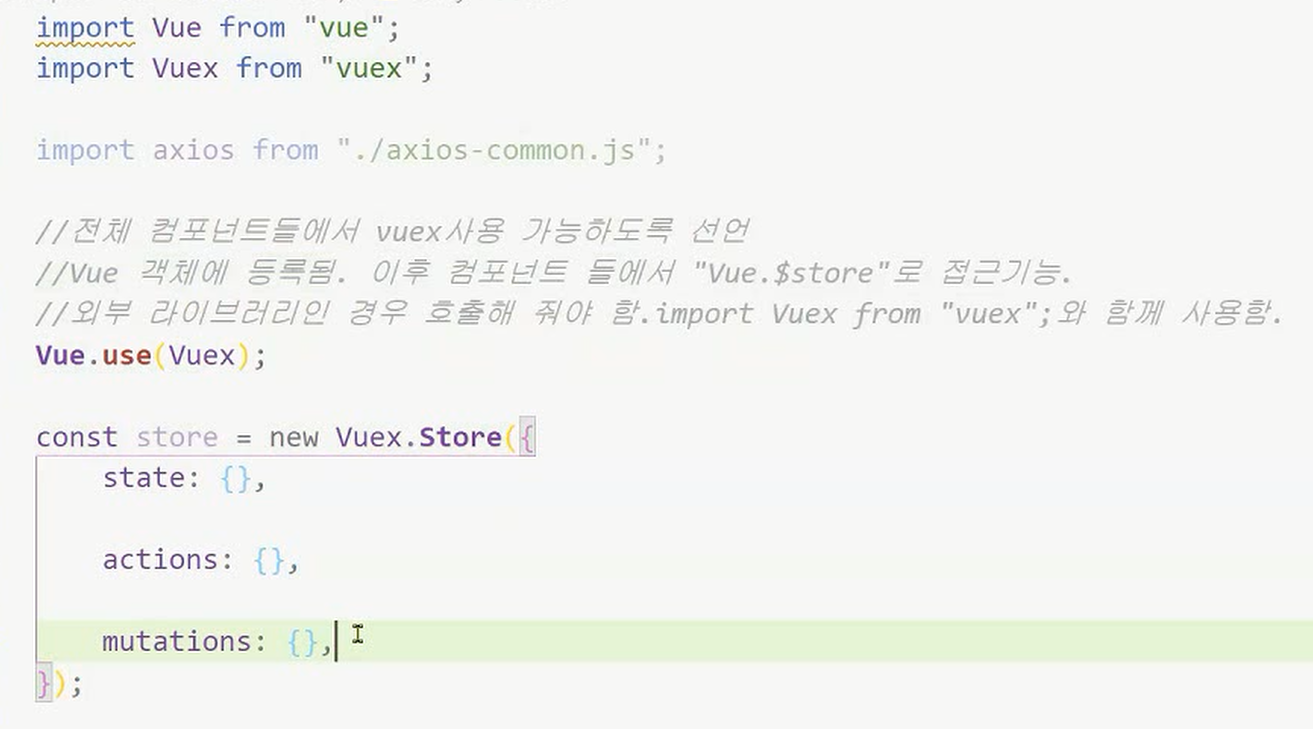 import Vue from "vue";
import Vuex from "vuex";
import axios from "./axios-common.js";
//전체 컴포넌트들에서 vuex사용 가능하도록 선언
//Vue 객체에 등록됨. 이후 컴포넌트 들에서 "Vue.$store"로 접근기능.
//외부 라이브러리인 경우 호출해 줘야 함.import Vuex from "vuex";와 함께 사용함.
Vue.use(Vuex);
const store = new Vuex.Store({
state: {},
actions: {},
mutations: {},
});